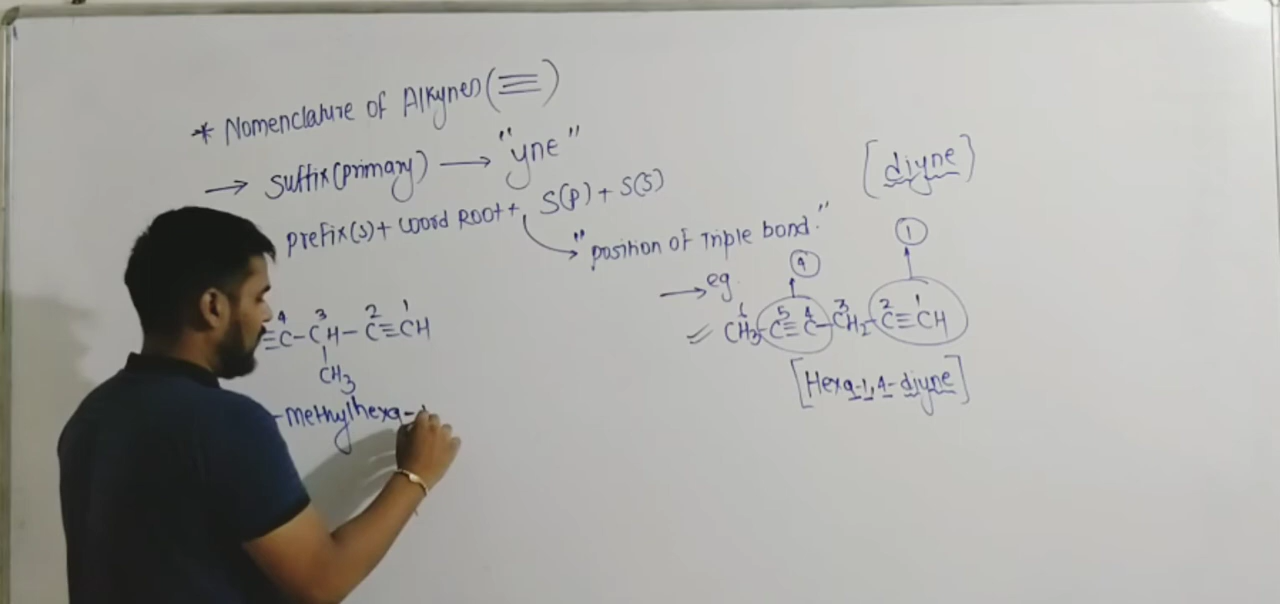 * Nomenclature of Alkynes (≡)
→ suffix (primary) → "yne"
prefix(s) + word Root + S(p) + S(S)
"position of Triple bond."
[diyne]
→ eg
4 1
6 5 4 3 2 1
CH3-C≡C-CH2-C≡CH
[Hexa-1,4-diyne]
4 3 2 1
≡C-CH-C≡CH
CH3
-methylhexa-